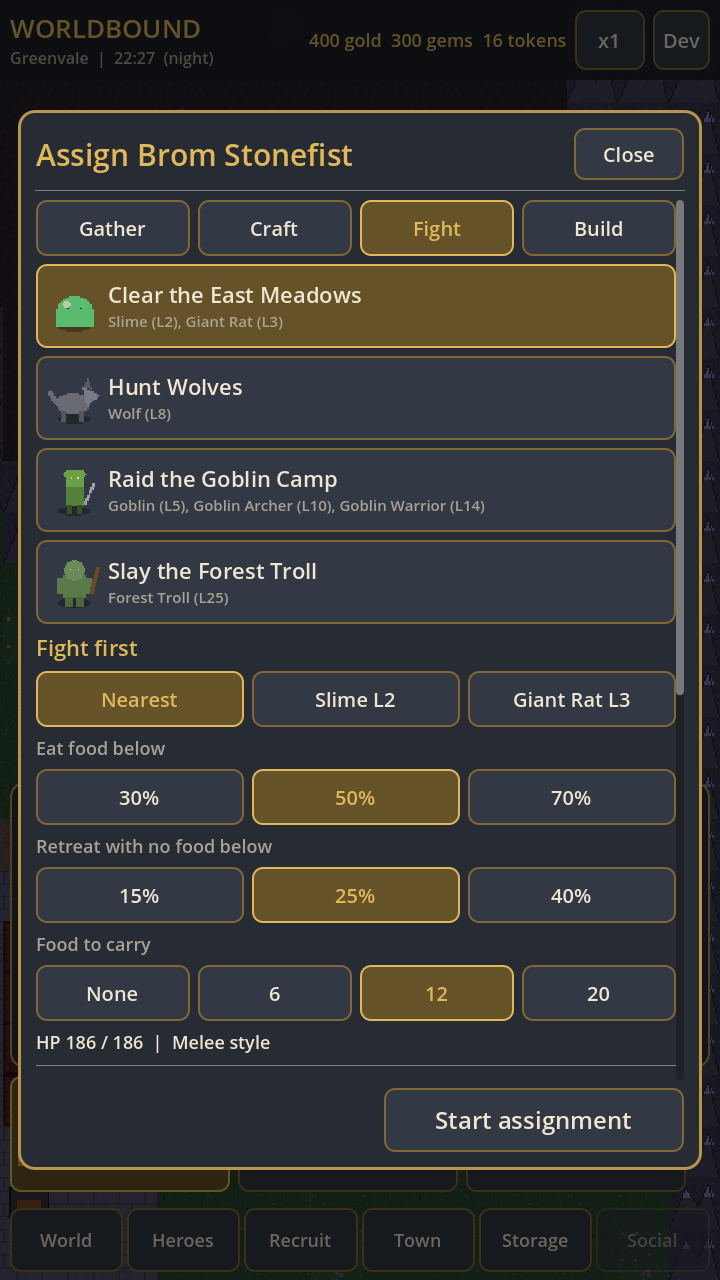 WORLDBOUND
Greenvale | 22:27 (night)
400 gold 300 gems 16 tokens
x1
Dev
Assign Brom Stonefist
Close
Gather
Craft
Fight
Build
Clear the East Meadows
Slime (L2), Giant Rat (L3)
Hunt Wolves
Wolf (L8)
Raid the Goblin Camp
Goblin (L5), Goblin Archer (L10), Goblin Warrior (L14)
Slay the Forest Troll
Forest Troll (L25)
Fight first
Nearest
Slime L2
Giant Rat L3
Eat food below
30%
50%
70%
Retreat with no food below
15%
25%
40%
Food to carry
None
6
12
20
HP 186 / 186 | Melee style
Start assignment
World
Heroes
Recruit
Town
Storage
Social